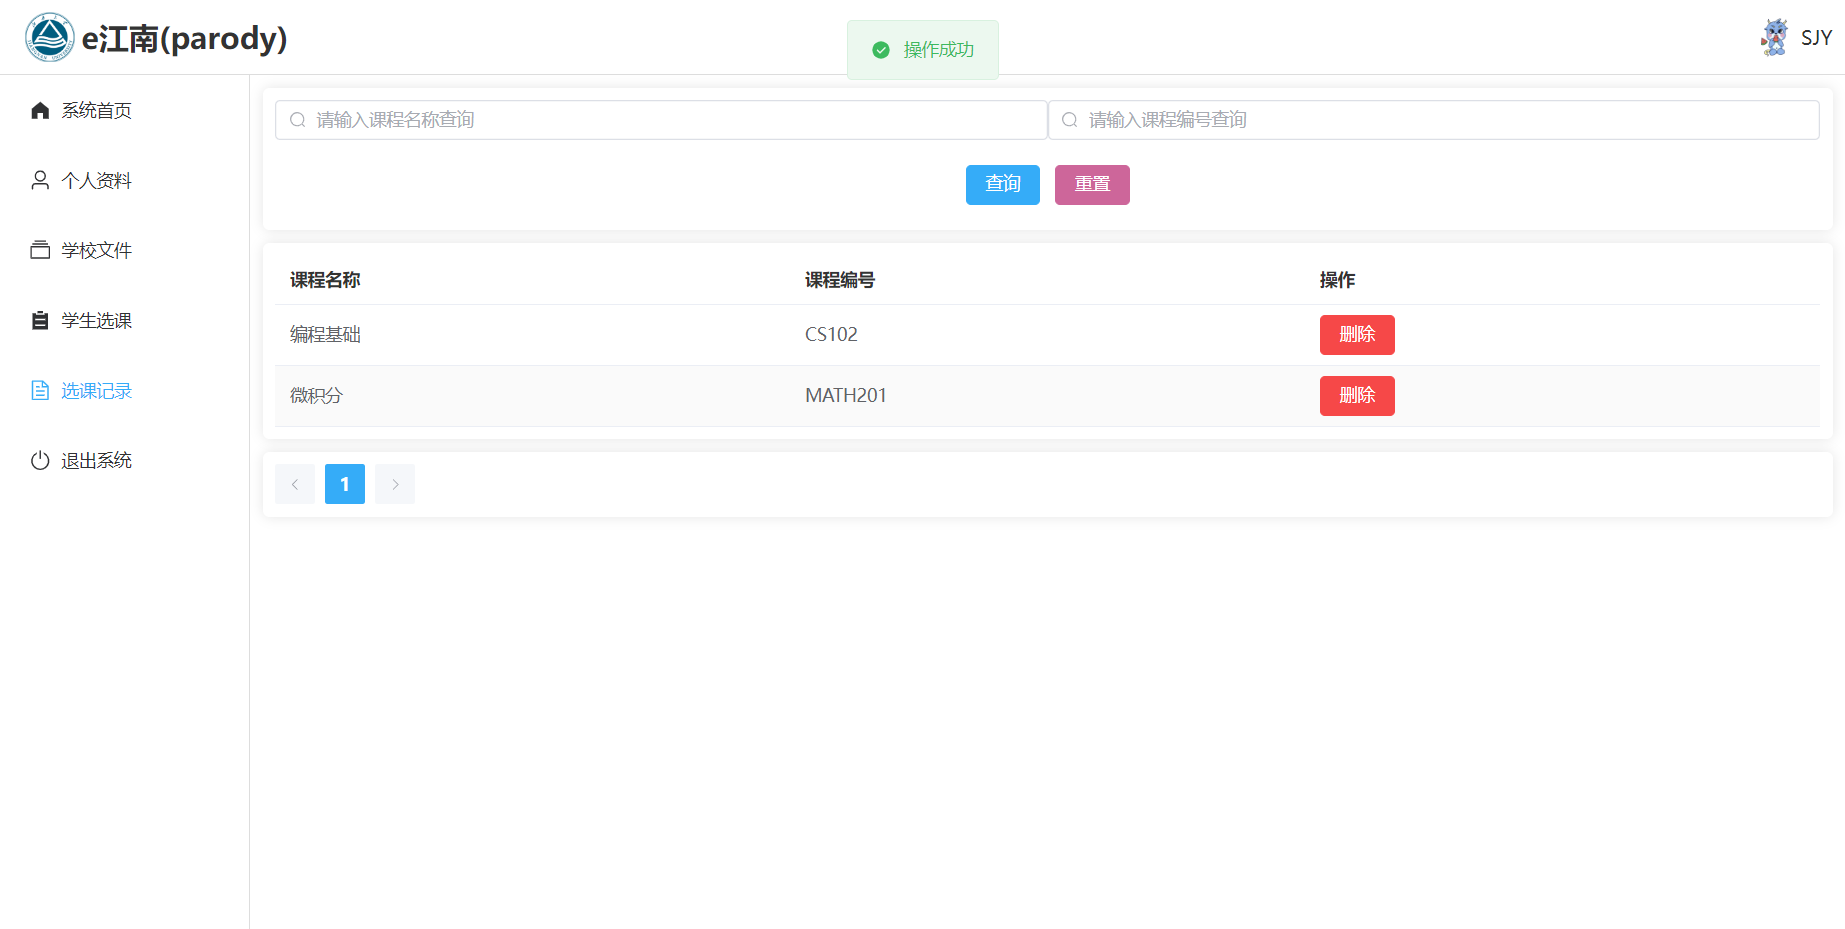 e江南(parody)
操作成功
SJY
系统首页
个人资料
学校文件
学生选课
选课记录
退出系统
请输入课程名称查询
请输入课程编号查询
查询
重置
课程名称 课程编号 操作
编程基础 CS102 删除
微积分 MATH201 删除
1